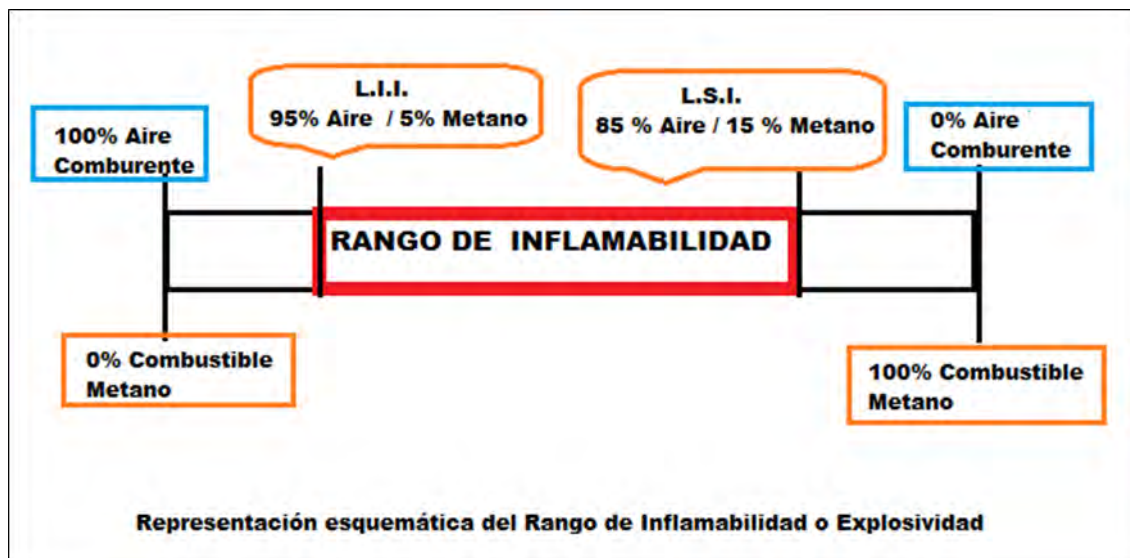 L.I.I.
95% Aire / 5% Metano
L.S.I.
85 % Aire / 15 % Metano
100% Aire
Comburente
0% Aire
Comburente
RANGO DE INFLAMABILIDAD
0% Combustible
Metano
100% Combustible
Metano
Representación esquemática del Rango de Inflamabilidad o Explosividad